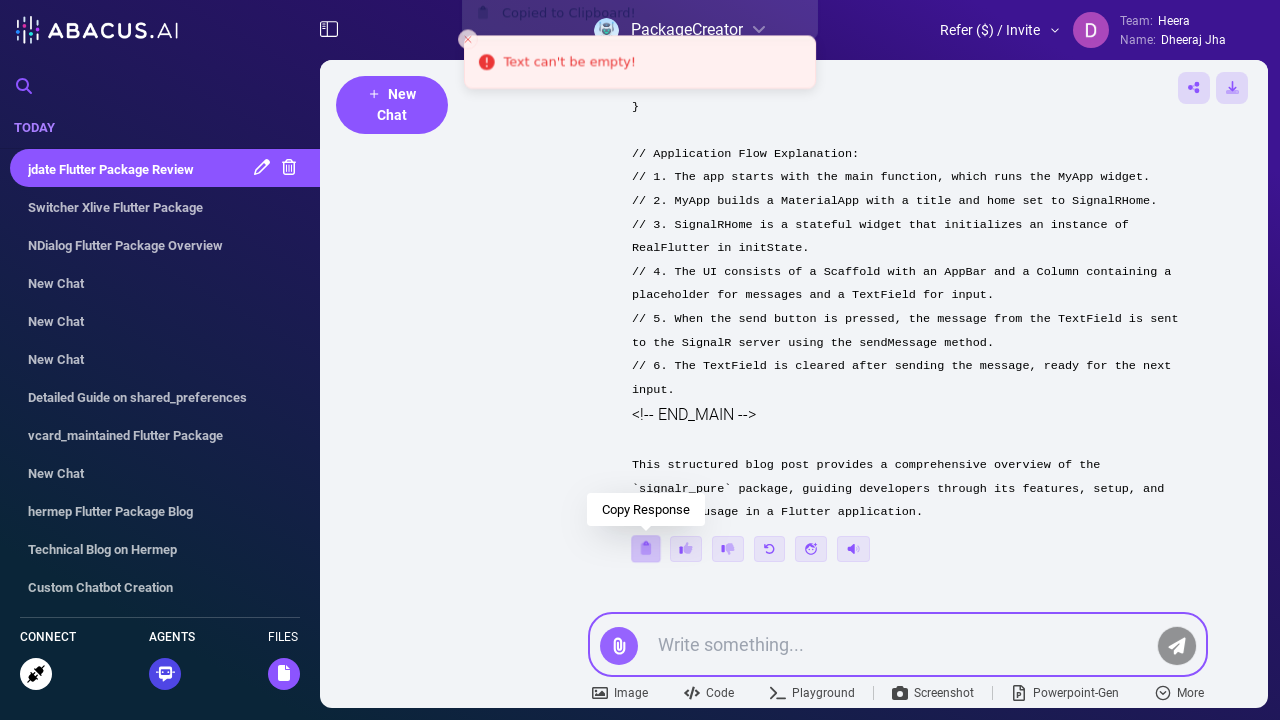 ABACUS.AI
Copied to Clipboard!
PackageCreator
Refer ($) / Invite
D
Team: Heera
Name: Dheeraj Jha
Text can't be empty!
+ New
Chat
TODAY
jdate Flutter Package Review
Switcher Xlive Flutter Package
NDialog Flutter Package Overview
New Chat
New Chat
New Chat
Detailed Guide on shared_preferences
vcard_maintained Flutter Package
New Chat
hermep Flutter Package Blog
Technical Blog on Hermep
Custom Chatbot Creation
CONNECT
AGENTS
FILES
}
// Application Flow Explanation:
// 1. The app starts with the main function, which runs the MyApp widget.
// 2. MyApp builds a MaterialApp with a title and home set to SignalRHome.
// 3. SignalRHome is a stateful widget that initializes an instance of
RealFlutter in initState.
// 4. The UI consists of a Scaffold with an AppBar and a Column containing a
placeholder for messages and a TextField for input.
// 5. When the send button is pressed, the message from the TextField is sent
to the SignalR server using the sendMessage method.
// 6. The TextField is cleared after sending the message, ready for the next
input.
<!-- END_MAIN -->
This structured blog post provides a comprehensive overview of the
`signalr_pure` package, guiding developers through its features, setup, and
usage in a Flutter application.
Copy Response
Write something...
Image
Code
Playground
Screenshot
Powerpoint-Gen
More